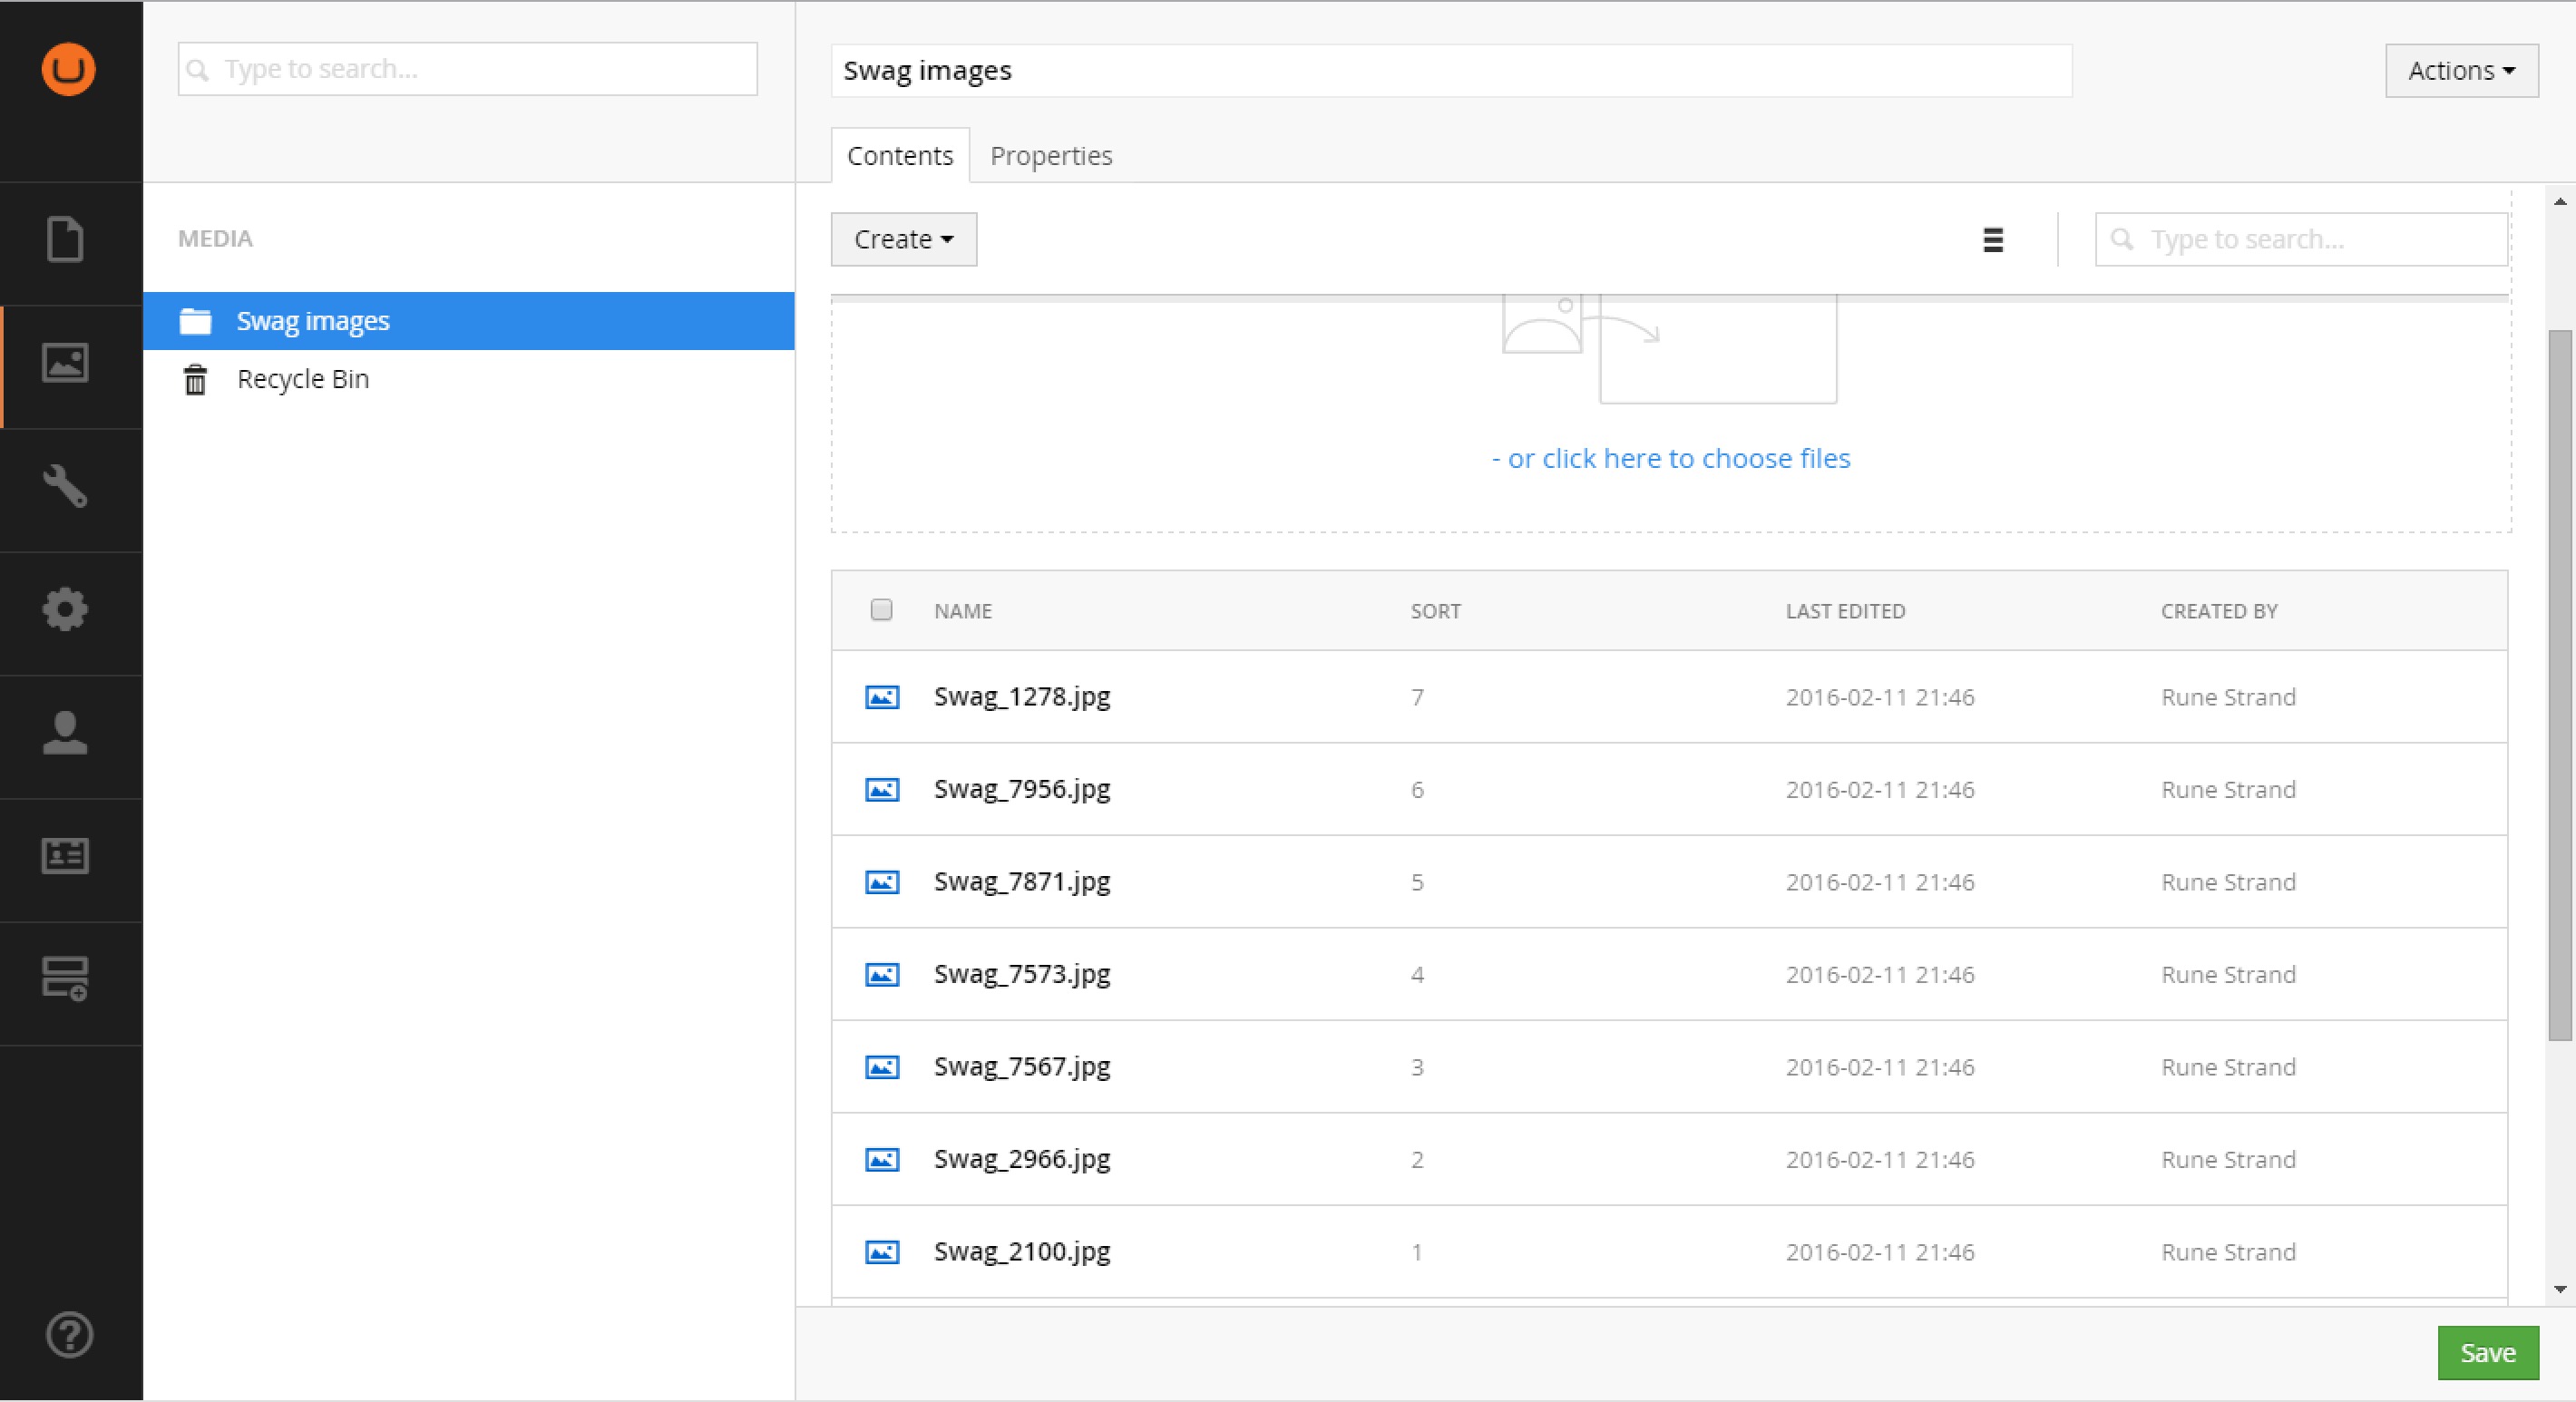 Type to search...
Swag images
Actions
Contents Properties
MEDIA
Swag images
Recycle Bin
Create
Type to search...
- or click here to choose files
NAME SORT LAST EDITED CREATED BY
Swag_1278.jpg 7 2016-02-11 21:46 Rune Strand
Swag_7956.jpg 6 2016-02-11 21:46 Rune Strand
Swag_7871.jpg 5 2016-02-11 21:46 Rune Strand
Swag_7573.jpg 4 2016-02-11 21:46 Rune Strand
Swag_7567.jpg 3 2016-02-11 21:46 Rune Strand
Swag_2966.jpg 2 2016-02-11 21:46 Rune Strand
Swag_2100.jpg 1 2016-02-11 21:46 Rune Strand
Save